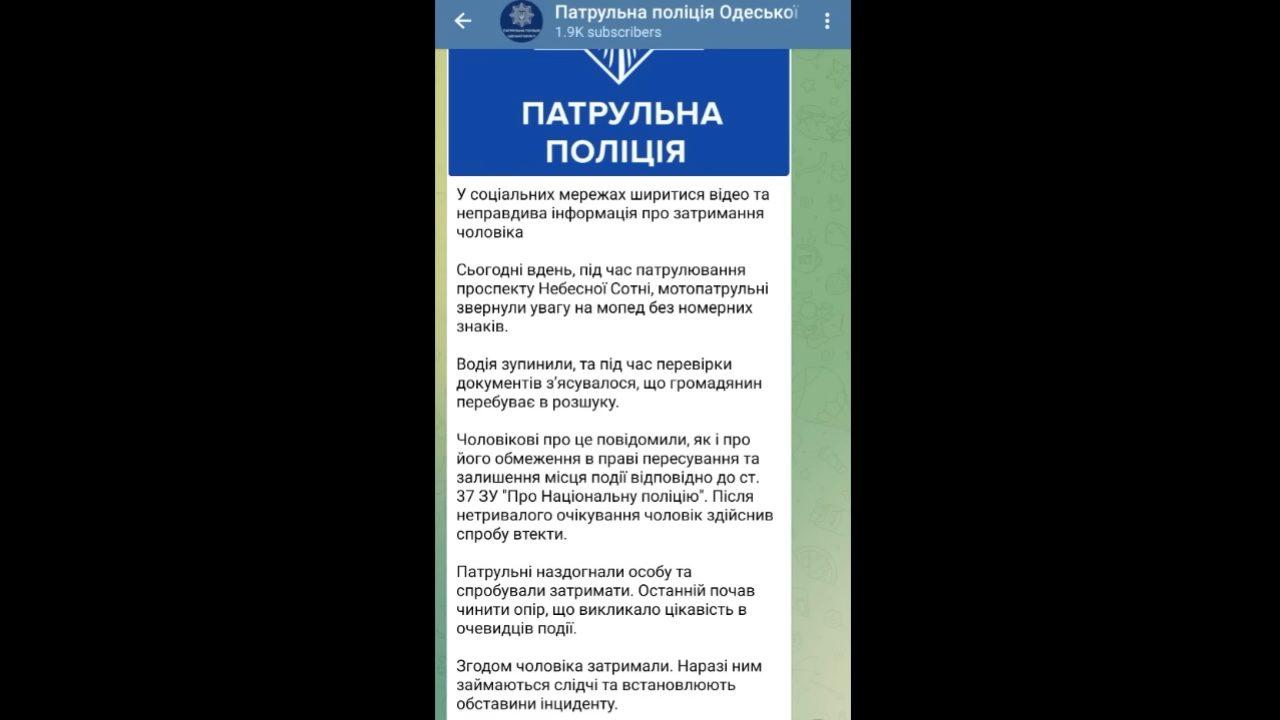 Патрульна поліція Одеської
1.9K subscribers
ПАТРУЛЬНА
ПОЛІЦІЯ
У соціальних мережах ширитися відео та
неправдива інформація про затримання
чоловіка
Сьогодні вдень, під час патрулювання
проспекту Небесної Сотні, мотопатрульні
звернули увагу на мопед без номерних
знаків.
Водія зупинили, та під час перевірки
документів з’ясувалося, що громадянин
перебуває в розшуку.
Чоловікові про це повідомили, як і про
його обмеження в праві пересування та
залишення місця події відповідно до ст.
37 ЗУ "Про Національну поліцію". Після
нетривалого очікування чоловік здійснив
спробу втекти.
Патрульні наздогнали особу та
спробували затримати. Останній почав
чинити опір, що викликало цікавість в
очевидців події.
Згодом чоловіка затримали. Наразі ним
займаються слідчі та встановлюють
обставини інциденту.